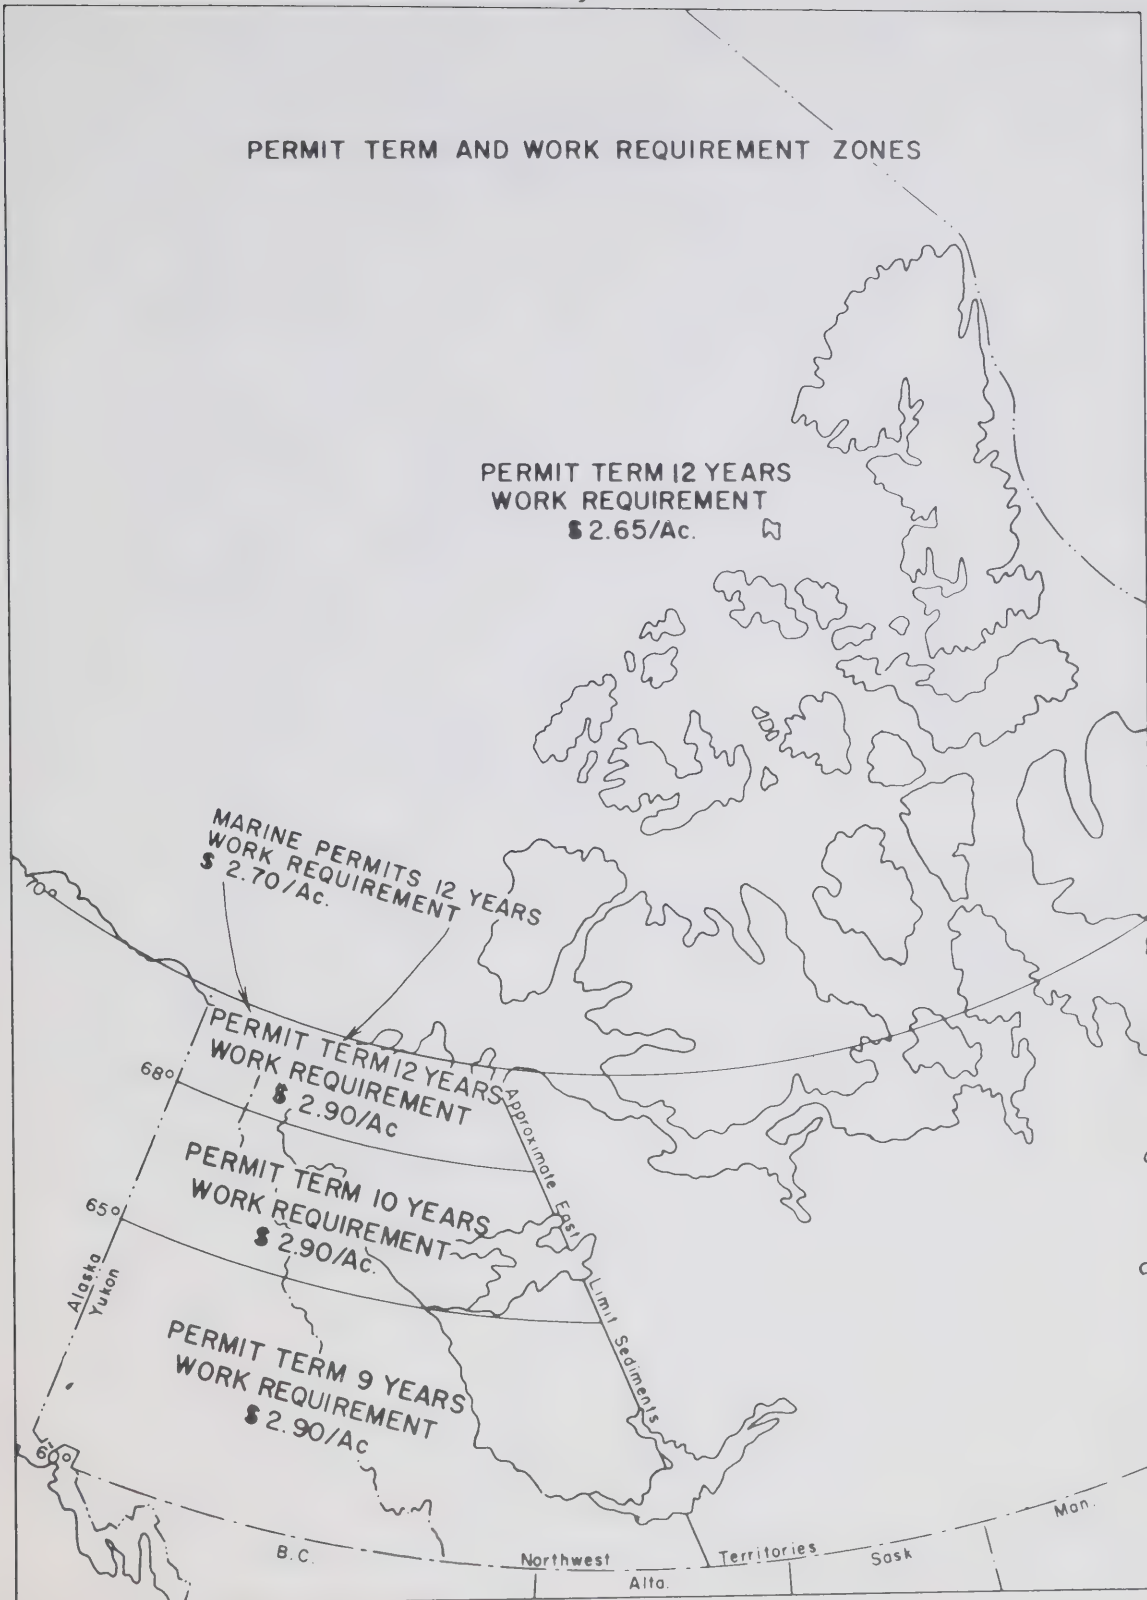 PERMIT TERM AND WORK REQUIREMENT ZONES
PERMIT TERM 12 YEARS
WORK REQUIREMENT
$ 2.65/Ac.
MARINE PERMITS 12 YEARS
WORK REQUIREMENT
$ 2.70/Ac.
70°
PERMIT TERM 12 YEARS
WORK REQUIREMENT
$ 2.90/Ac
68°
Approximate East Limit Sediments
PERMIT TERM 10 YEARS
WORK REQUIREMENT
$ 2.90/Ac.
65°
Alaska
Yukon
PERMIT TERM 9 YEARS
WORK REQUIREMENT
$ 2.90/Ac
60°
B.C.
Northwest Territories
Alta.
Sask
Man.